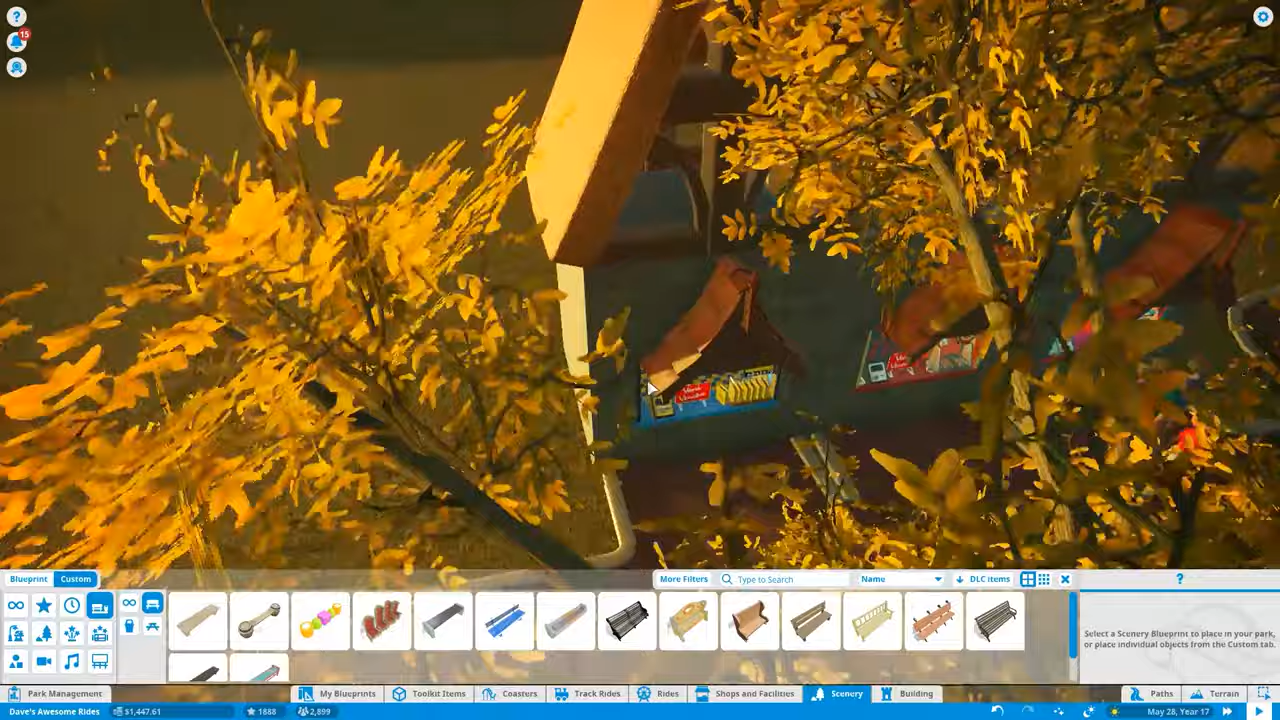 15
Blueprint Custom
More Filters Type to Search Name DLC Items
Select a Scenery Blueprint to place in your park,
or place individual objects from the Custom tab.
Park Management My Blueprints Toolkit Items Coasters Track Rides Rides Shops and Facilities Scenery Building Paths Terrain
Dave's Awesome Rides $1,447.61 1888 2,899 May 28, Year 17